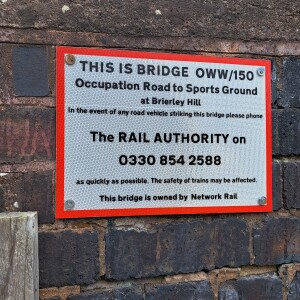 THIS IS BRIDGE OWW/150
Occupation Road to Sports Ground
at Brierley Hill
In the event of any road vehicle striking this bridge please phone
The RAIL AUTHORITY on
0330 854 2588
as quickly as possible. The safety of trains may be affected.
This bridge is owned by Network Rail